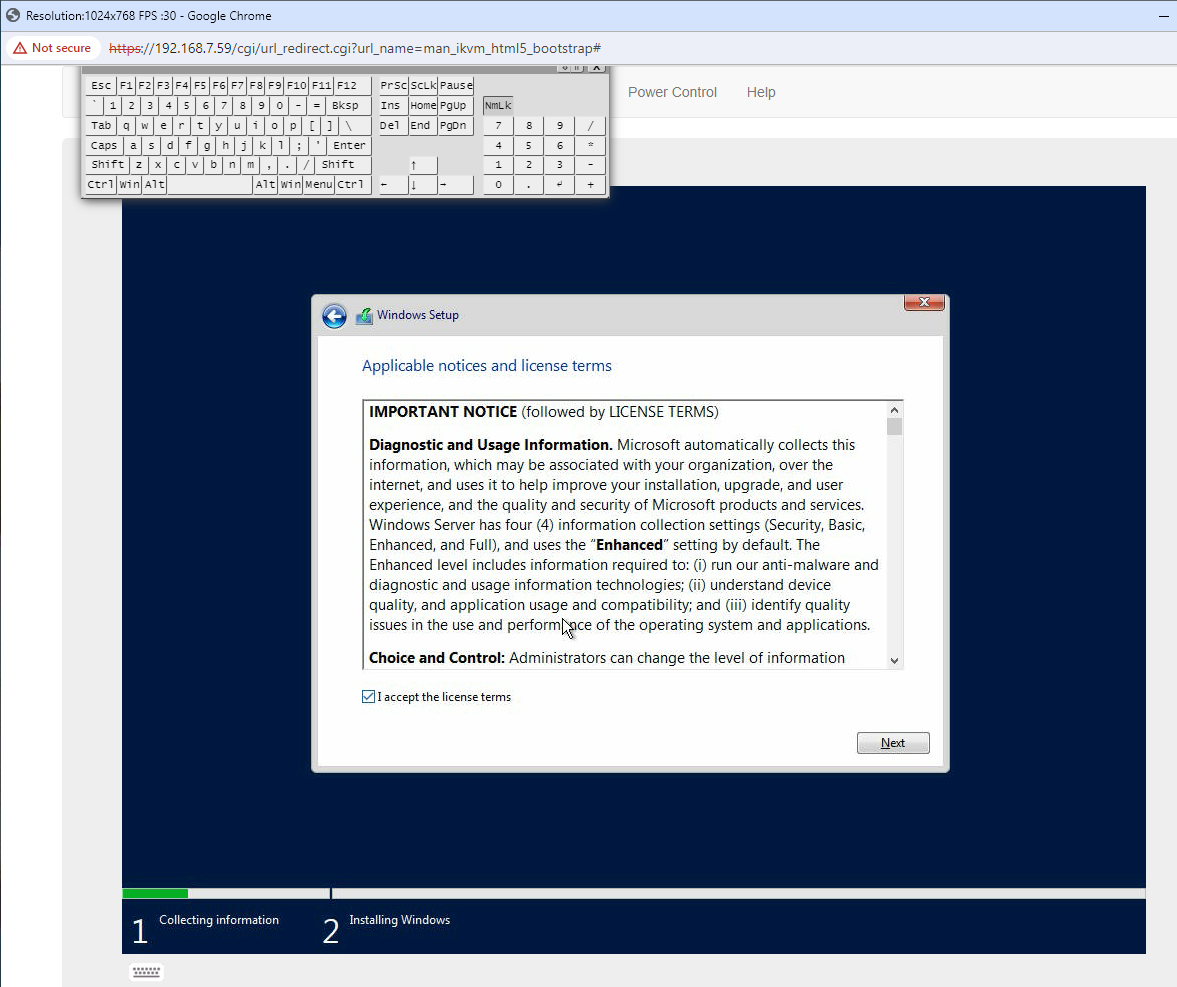 Resolution:1024x768 FPS :30 - Google Chrome
Not secure https://192.168.7.59/cgi/url_redirect.cgi?url_name=man_ikvm_html5_bootstrap#
Power Control Help
Esc F1 F2 F3 F4 F5 F6 F7 F8 F9 F10 F11 F12 PrSc ScLk Pause
` 1 2 3 4 5 6 7 8 9 0 - = Bksp Ins Home PgUp NmLk
Tab q w e r t y u i o p [ ] \ Del End PgDn 7 8 9 /
Caps a s d f g h j k l ; ' Enter 4 5 6 *
Shift z x c v b n m , . / Shift ↑ 1 2 3 -
Ctrl Win Alt Alt Win Menu Ctrl ← ↓ → 0 . ↲ +
Windows Setup
Applicable notices and license terms
IMPORTANT NOTICE (followed by LICENSE TERMS)
Diagnostic and Usage Information. Microsoft automatically collects this
information, which may be associated with your organization, over the
internet, and uses it to help improve your installation, upgrade, and user
experience, and the quality and security of Microsoft products and services.
Windows Server has four (4) information collection settings (Security, Basic,
Enhanced, and Full), and uses the “Enhanced” setting by default. The
Enhanced level includes information required to: (i) run our anti-malware and
diagnostic and usage information technologies; (ii) understand device
quality, and application usage and compatibility; and (iii) identify quality
issues in the use and performance of the operating system and applications.
Choice and Control: Administrators can change the level of information
I accept the license terms
Next
1 Collecting information 2 Installing Windows